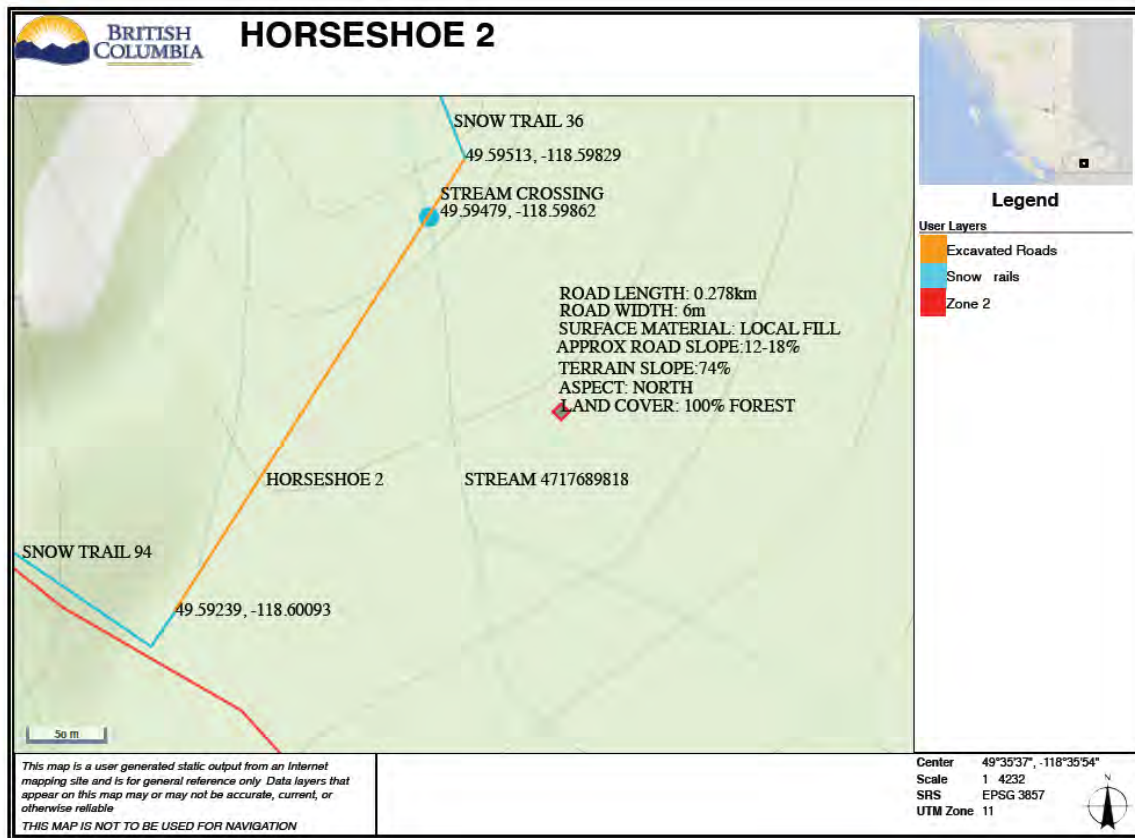 BRITISH
COLUMBIA
HORSESHOE 2
SNOW TRAIL 36
49.59513, -118.59829
STREAM CROSSING
49.59479, -118.59862
ROAD LENGTH: 0.278km
ROAD WIDTH: 6m
SURFACE MATERIAL: LOCAL FILL
APPROX ROAD SLOPE:12-18%
TERRAIN SLOPE:74%
ASPECT: NORTH
LAND COVER: 100% FOREST
HORSESHOE 2
STREAM 4717689818
SNOW TRAIL 94
49.59239, -118.60093
50 m
Legend
User Layers
Excavated Roads
Snow rails
Zone 2
This map is a user generated static output from an Internet
mapping site and is for general reference only Data layers that
appear on this map may or may not be accurate, current, or
otherwise reliable
THIS MAP IS NOT TO BE USED FOR NAVIGATION
Center 49°35'37", -118°35'54"
Scale 1 4232
SRS EPSG 3857
UTM Zone 11
N